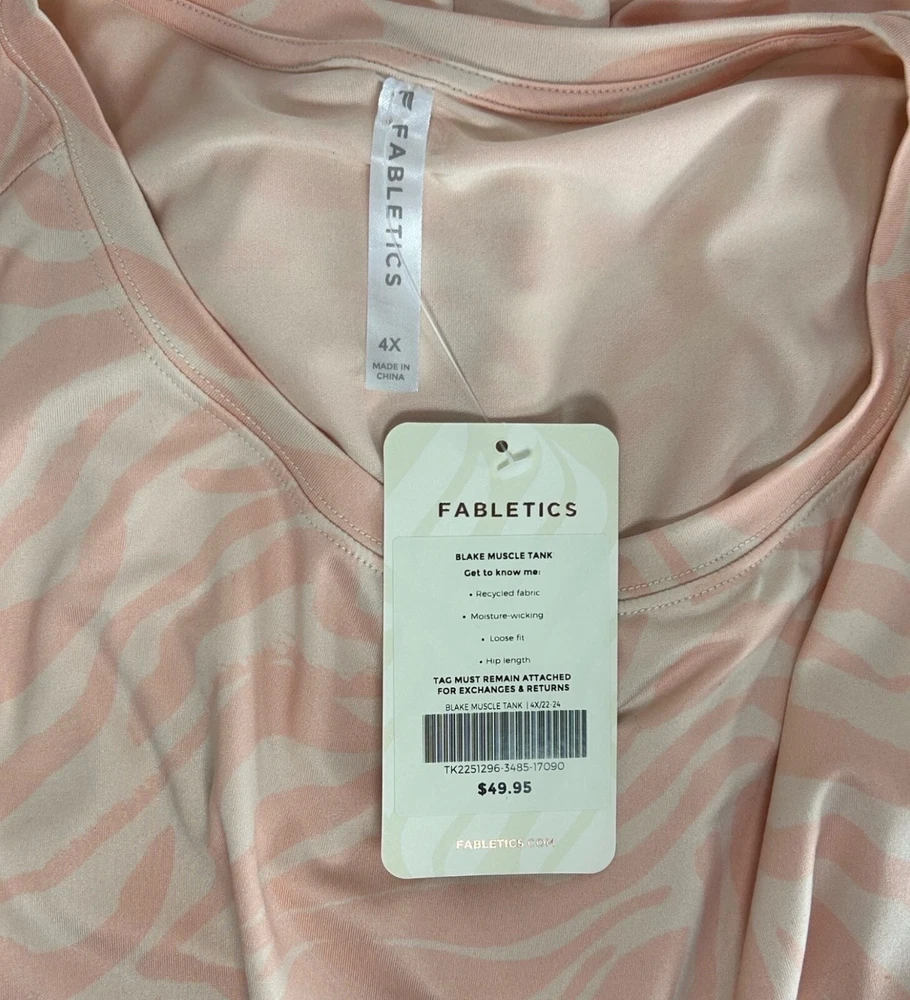 FABLETICS
4X
MADE IN
CHINA
FABLETICS
BLAKE MUSCLE TANK
Get to know me:
• Recycled fabric
• Moisture-wicking
• Loose fit
• Hip length
TAG MUST REMAIN ATTACHED
FOR EXCHANGES & RETURNS
BLAKE MUSCLE TANK | 4X/22-24
TK2251296-3485-17090
$49.95
FABLETICS.COM